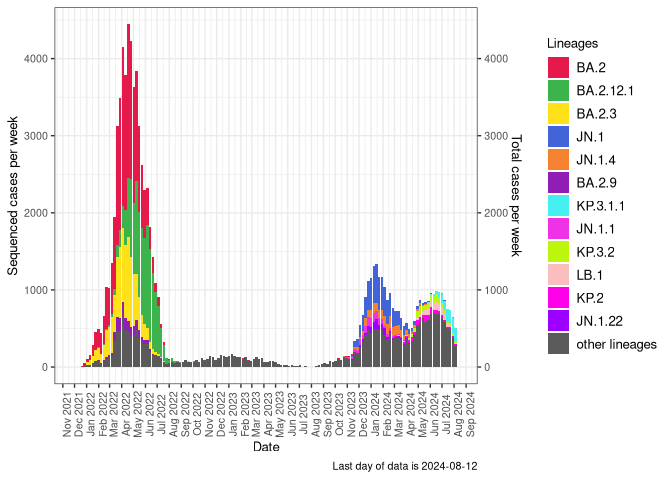 Sequenced cases per week
4000
3000
2000
1000
0
4000
3000
2000
1000
0
Total cases per week
Nov 2021
Dec 2021
Jan 2022
Feb 2022
Mar 2022
Apr 2022
May 2022
Jun 2022
Jul 2022
Aug 2022
Sep 2022
Oct 2022
Nov 2022
Dec 2022
Jan 2023
Feb 2023
Mar 2023
Apr 2023
May 2023
Jun 2023
Jul 2023
Aug 2023
Sep 2023
Oct 2023
Nov 2023
Dec 2023
Jan 2024
Feb 2024
Mar 2024
Apr 2024
May 2024
Jun 2024
Jul 2024
Aug 2024
Sep 2024
Date
Last day of data is 2024-08-12
Lineages
BA.2
BA.2.12.1
BA.2.3
JN.1
JN.1.4
BA.2.9
KP.3.1.1
JN.1.1
KP.3.2
LB.1
KP.2
JN.1.22
other lineages